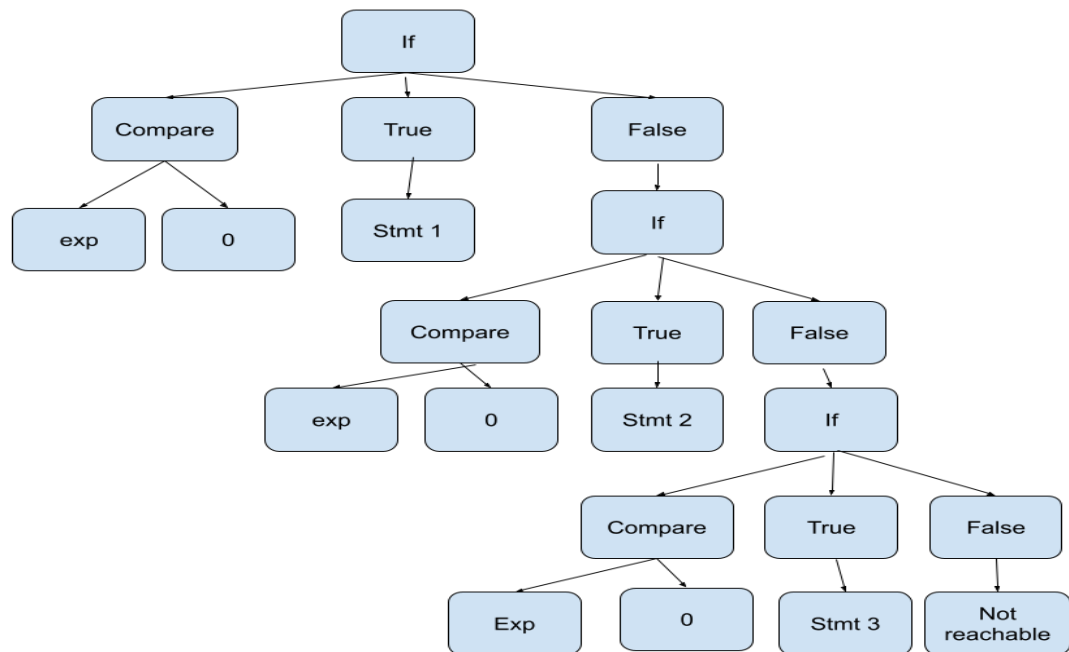 If
Compare
True
False
exp
0
Stmt 1
If
Compare
True
False
exp
0
Stmt 2
If
Compare
True
False
Exp
0
Stmt 3
Not
reachable